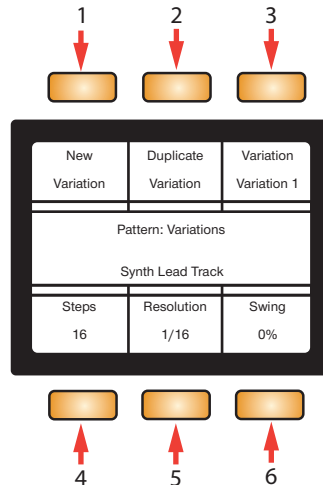 1 2 3
New Duplicate Variation
Variation Variation Variation 1
Pattern: Variations
Synth Lead Track
Steps Resolution Swing
16 1/16 0%
4 5 6